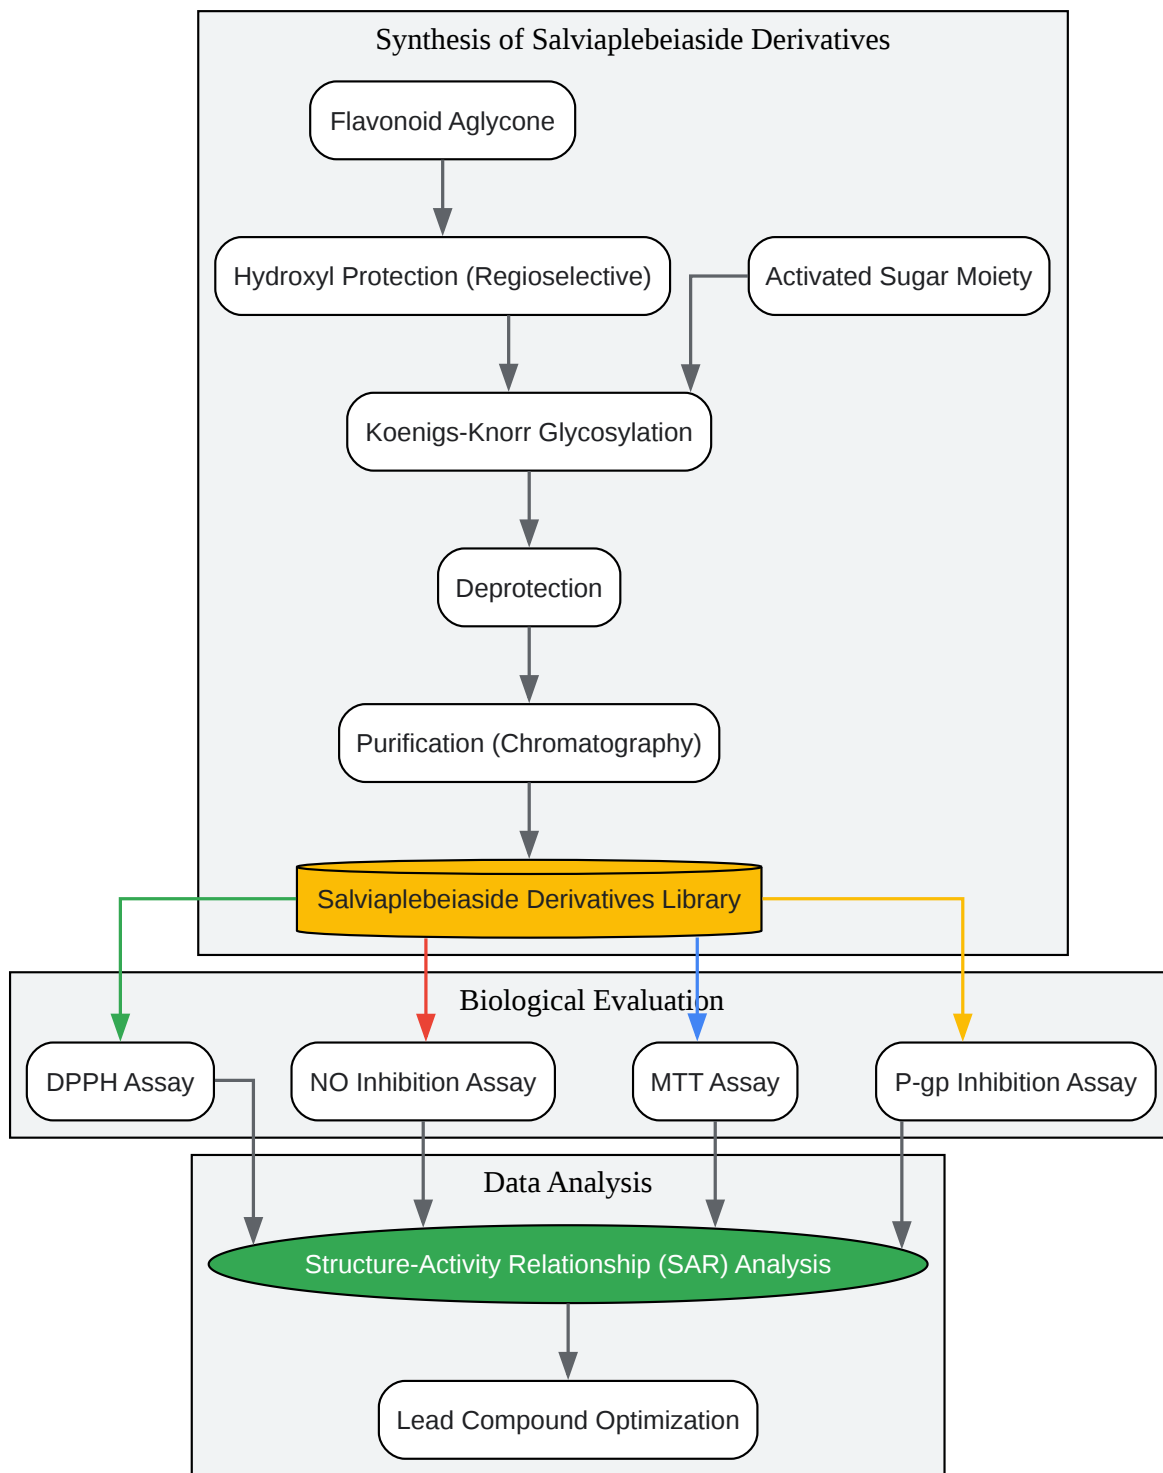 Synthesis of Salviaplebeiaside Derivatives
Flavonoid Aglycone
Hydroxyl Protection (Regioselective)
Activated Sugar Moiety
Koenigs-Knorr Glycosylation
Deprotection
Purification (Chromatography)
Salviaplebeiaside Derivatives Library
Biological Evaluation
DPPH Assay
NO Inhibition Assay
MTT Assay
P-gp Inhibition Assay
Data Analysis
Structure-Activity Relationship (SAR) Analysis
Lead Compound Optimization